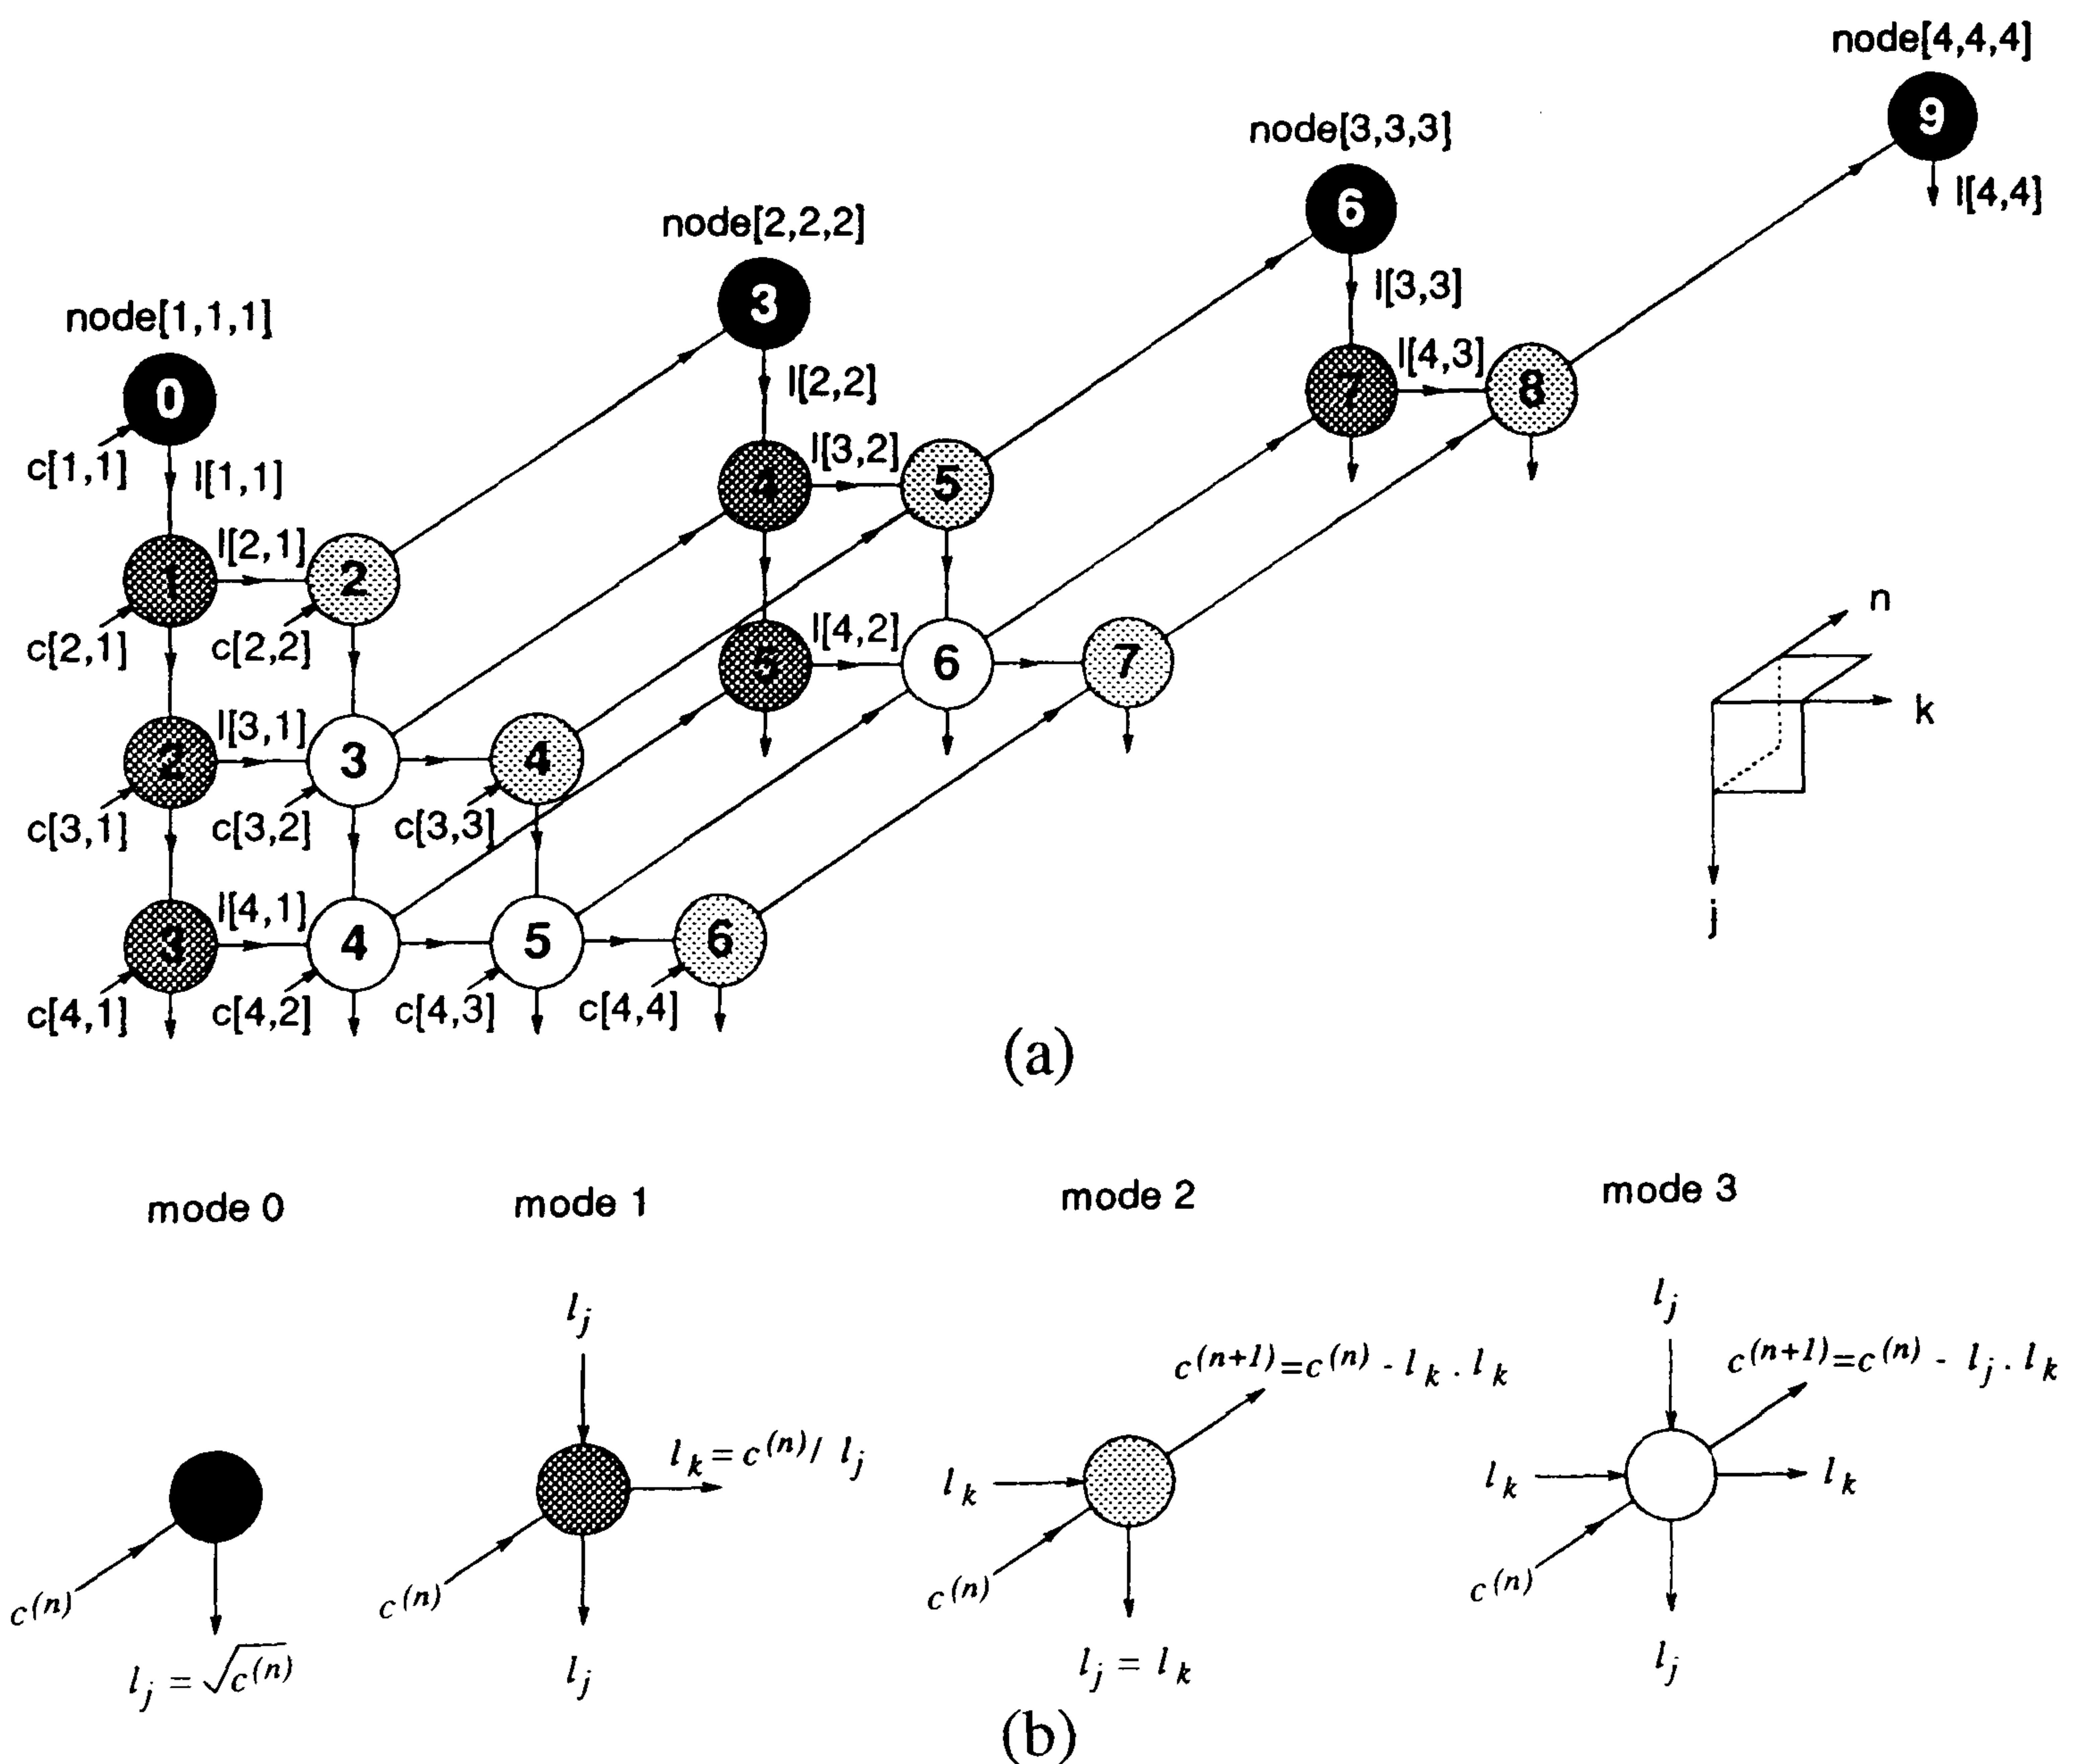 node[4,4,4]
9
l[4,4]
node[3,3,3]
6
l[3,3]
node[2,2,2]
3
l[2,2]
7
l[4,3]
8
node[1,1,1]
0
c[1,1]
l[1,1]
4
l[3,2]
5
1
l[2,1]
2
c[2,1]
c[2,2]
5
l[4,2]
6
7
2
l[3,1]
3
4
c[3,1]
c[3,2]
c[3,3]
3
l[4,1]
4
5
6
c[4,1]
c[4,2]
c[4,3]
c[4,4]
n
k
j
(a)
mode 0
mode 1
mode 2
mode 3
c^(n)
l_j = √c^(n)
l_j
l_k = c^(n) / l_j
c^(n)
l_j
c^(n+1)=c^(n) - l_k . l_k
l_k
c^(n)
l_j = l_k
l_j
c^(n+1)=c^(n) - l_j . l_k
l_k
l_k
c^(n)
l_j
(b)